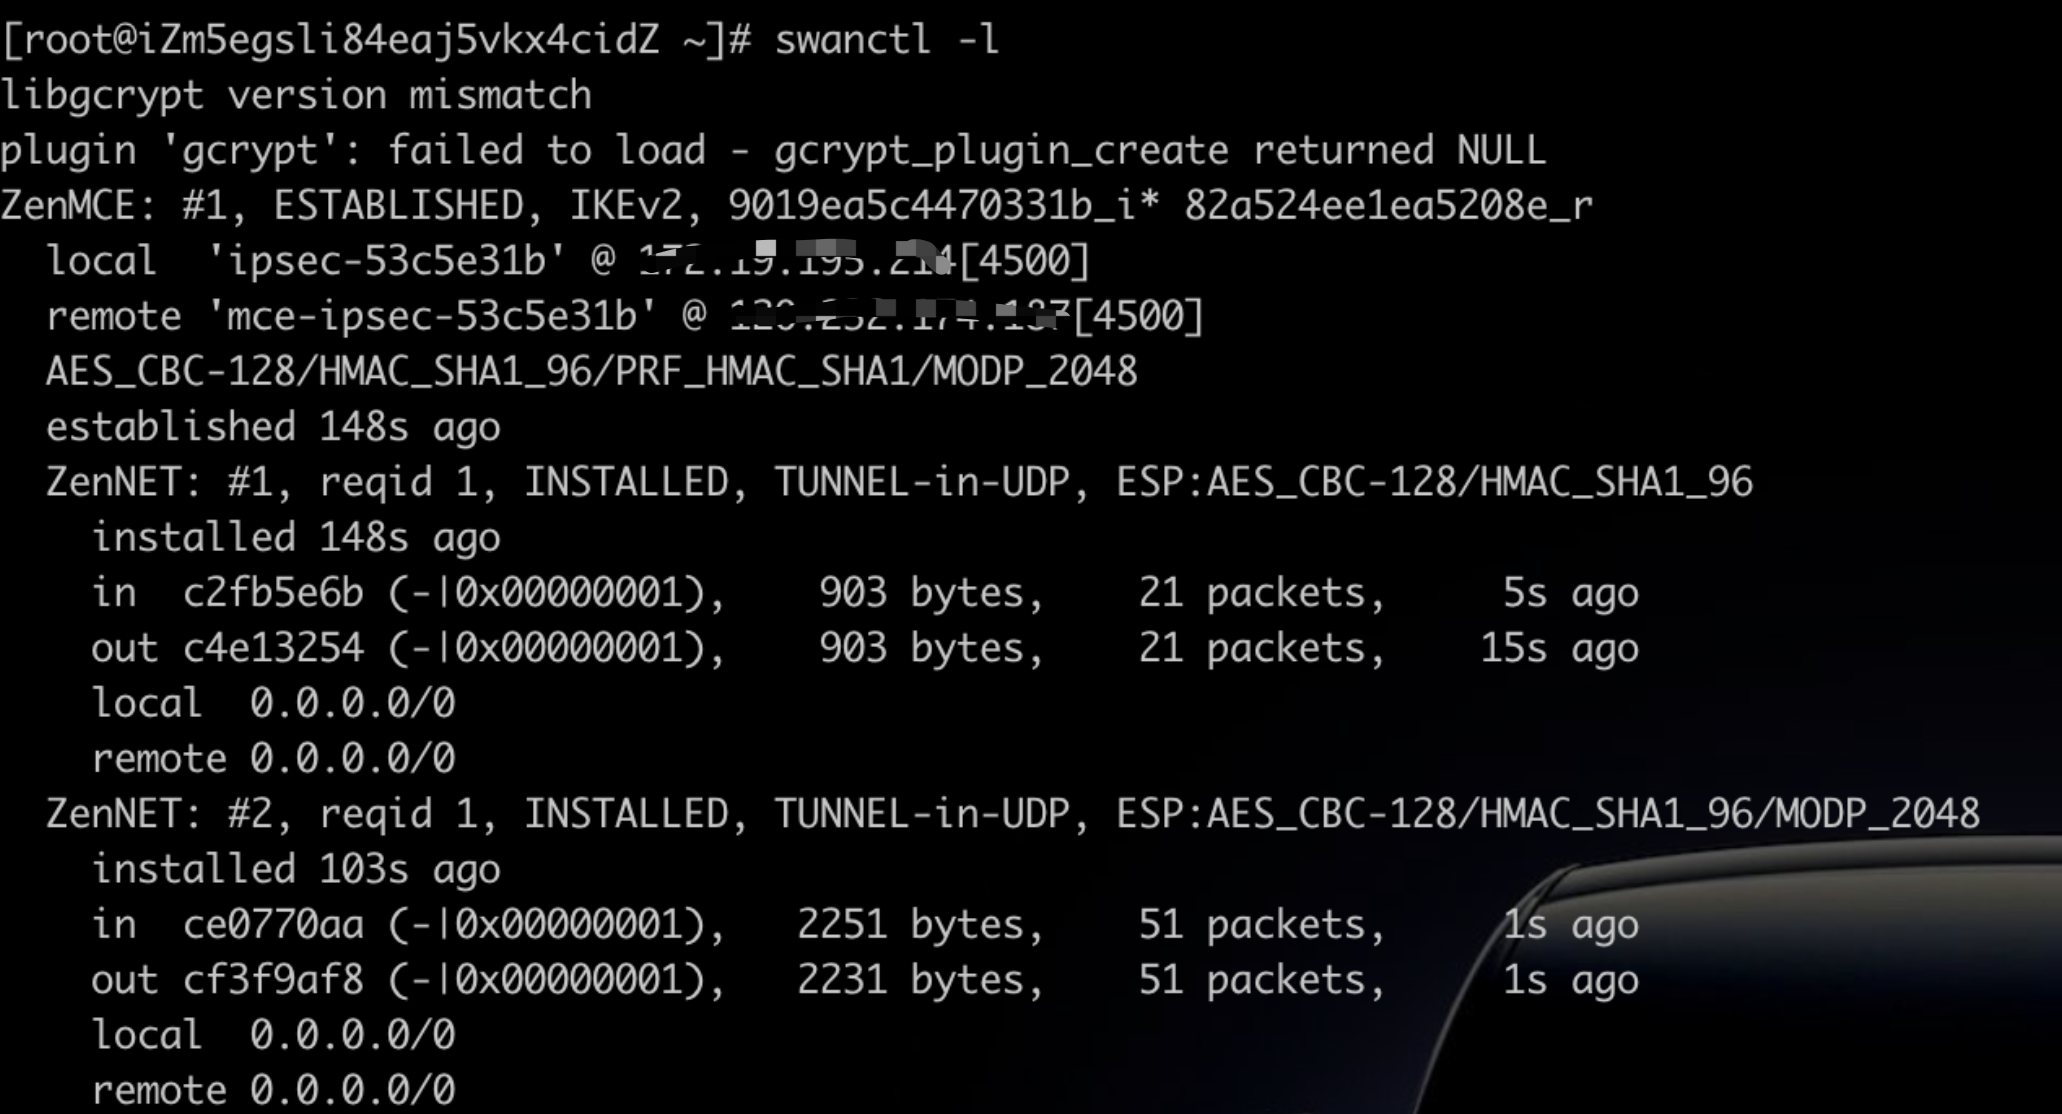 [root@iZm5egsli84eaj5vkx4cidZ ~]# swanctl -l
libgcrypt version mismatch
plugin 'gcrypt': failed to load - gcrypt_plugin_create returned NULL
ZenMCE: #1, ESTABLISHED, IKEv2, 9019ea5c4470331b_i* 82a524ee1ea5208e_r
local 'ipsec-53c5e31b' @ [4500]
remote 'mce-ipsec-53c5e31b' @ [4500]
AES_CBC-128/HMAC_SHA1_96/PRF_HMAC_SHA1/MODP_2048
established 148s ago
ZenNET: #1, reqid 1, INSTALLED, TUNNEL-in-UDP, ESP:AES_CBC-128/HMAC_SHA1_96
installed 148s ago
in c2fb5e6b (-|0x00000001), 903 bytes, 21 packets, 5s ago
out c4e13254 (-|0x00000001), 903 bytes, 21 packets, 15s ago
local 0.0.0.0/0
remote 0.0.0.0/0
ZenNET: #2, reqid 1, INSTALLED, TUNNEL-in-UDP, ESP:AES_CBC-128/HMAC_SHA1_96/MODP_2048
installed 103s ago
in ce0770aa (-|0x00000001), 2251 bytes, 51 packets, 1s ago
out cf3f9af8 (-|0x00000001), 2231 bytes, 51 packets, 1s ago
local 0.0.0.0/0
remote 0.0.0.0/0